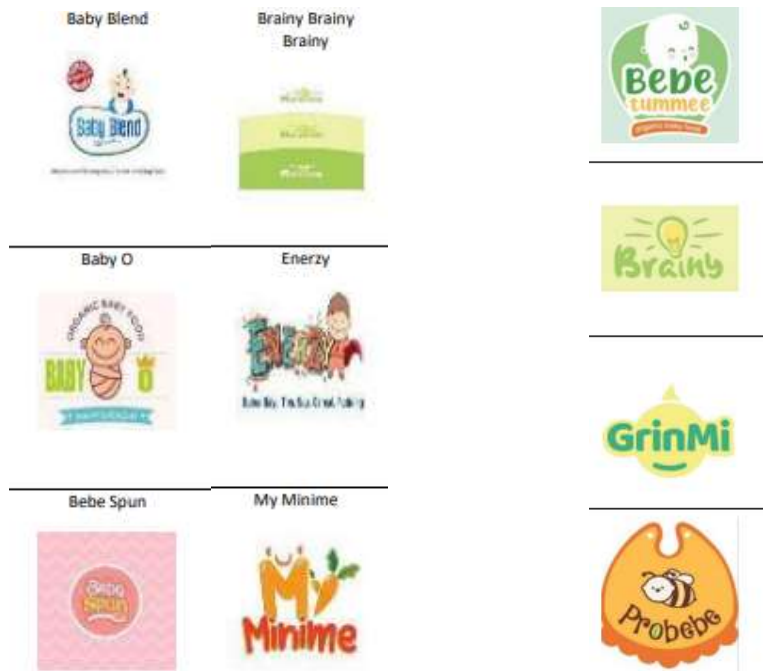 Baby Blend
Baby Blend
Brainy Brainy
Brainy
Baby O
ORGANIC BABY FOOD
BABY O
Enerzy
ENERZY
Bebe Spun
Bebe
Spun
My Minime
My
Minime
Bebe
tummee
organic baby food
Brainy
GrinMi
Probebe